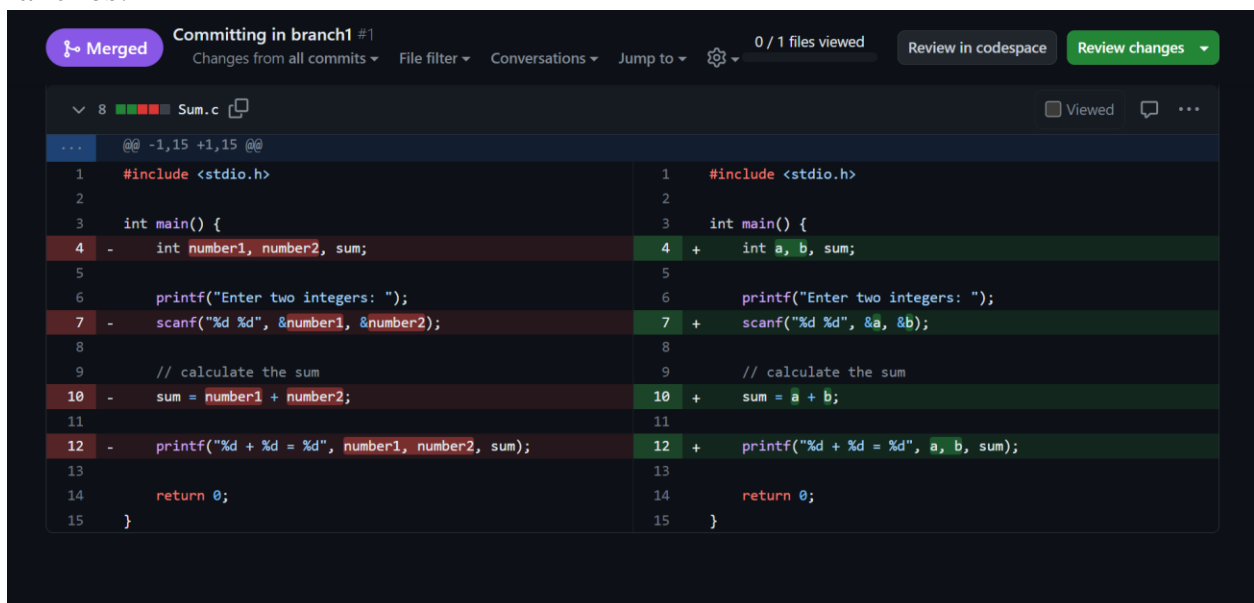 Merged
Committing in branch1 #1
Changes from all commits File filter Conversations Jump to
0 / 1 files viewed
Review in codespace
Review changes
8 Sum.c
Viewed
...
@@ -1,15 +1,15 @@
1 #include <stdio.h>
2
3 int main() {
4 - int number1, number2, sum;
5
6 printf("Enter two integers: ");
7 - scanf("%d %d", &number1, &number2);
8
9 // calculate the sum
10 - sum = number1 + number2;
11
12 - printf("%d + %d = %d", number1, number2, sum);
13
14 return 0;
15 }
1 #include <stdio.h>
2
3 int main() {
4 + int a, b, sum;
5
6 printf("Enter two integers: ");
7 + scanf("%d %d", &a, &b);
8
9 // calculate the sum
10 + sum = a + b;
11
12 + printf("%d + %d = %d", a, b, sum);
13
14 return 0;
15 }